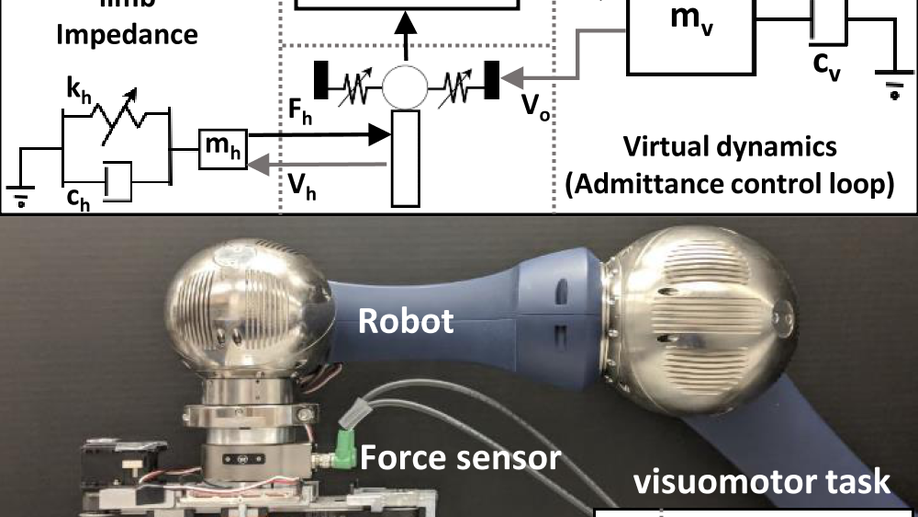 limb
Impedance
k_h
c_h
m_h
F_h
V_h
V_o
m_v
c_v
Virtual dynamics
(Admittance control loop)
Robot
Force sensor
visuomotor task